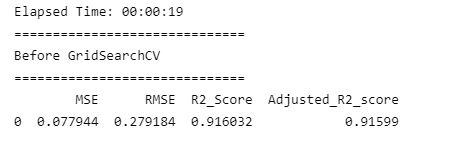 Elapsed Time: 00:00:19
==============================
Before GridSearchCV
==============================
MSE RMSE R2_Score Adjusted_R2_score
0 0.077944 0.279184 0.916032 0.91599